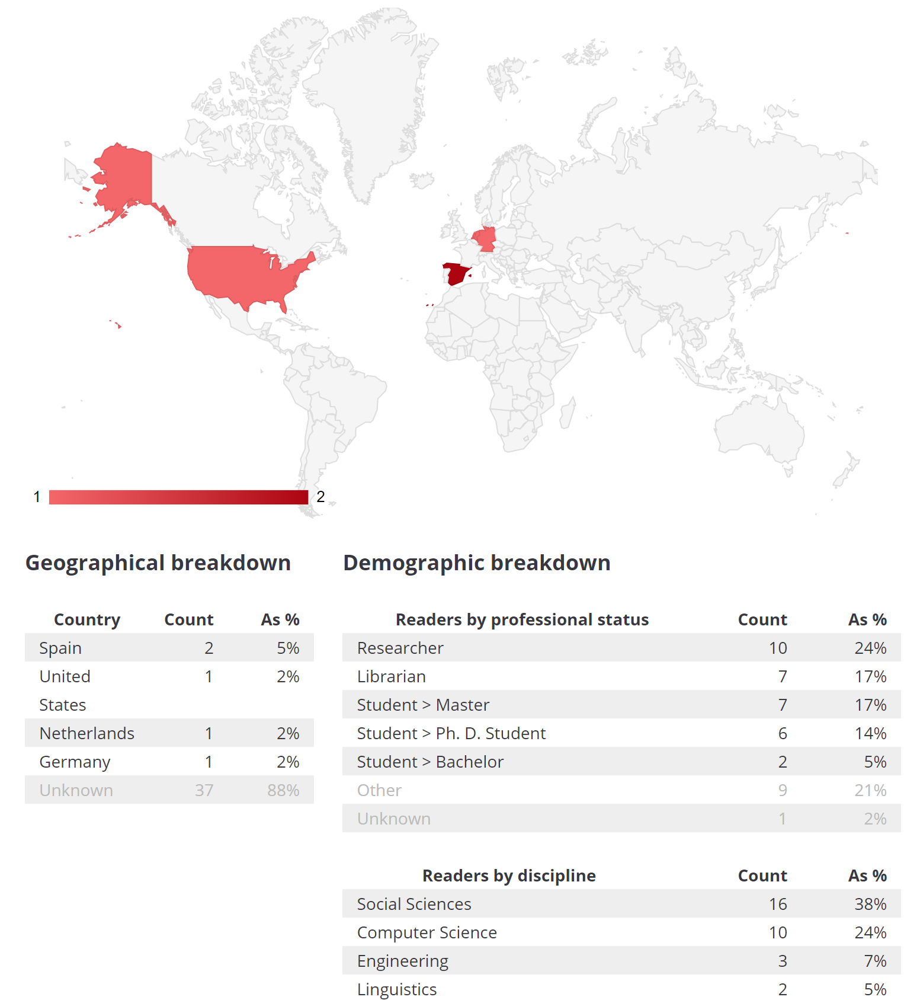 1 2
Geographical breakdown
Country Count As %
Spain 2 5%
United 1 2%
States
Netherlands 1 2%
Germany 1 2%
Unknown 37 88%
Demographic breakdown
Readers by professional status Count As %
Researcher 10 24%
Librarian 7 17%
Student > Master 7 17%
Student > Ph. D. Student 6 14%
Student > Bachelor 2 5%
Other 9 21%
Unknown 1 2%
Readers by discipline Count As %
Social Sciences 16 38%
Computer Science 10 24%
Engineering 3 7%
Linguistics 2 5%